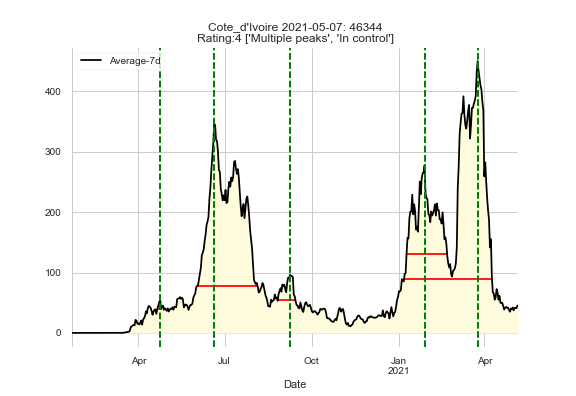 Cote_d'Ivoire 2021-05-07: 46344
Rating:4 ['Multiple peaks', 'In control']
Average-7d
400
300
200
100
0
Apr
Jul
Oct
Jan
2021
Apr
Date